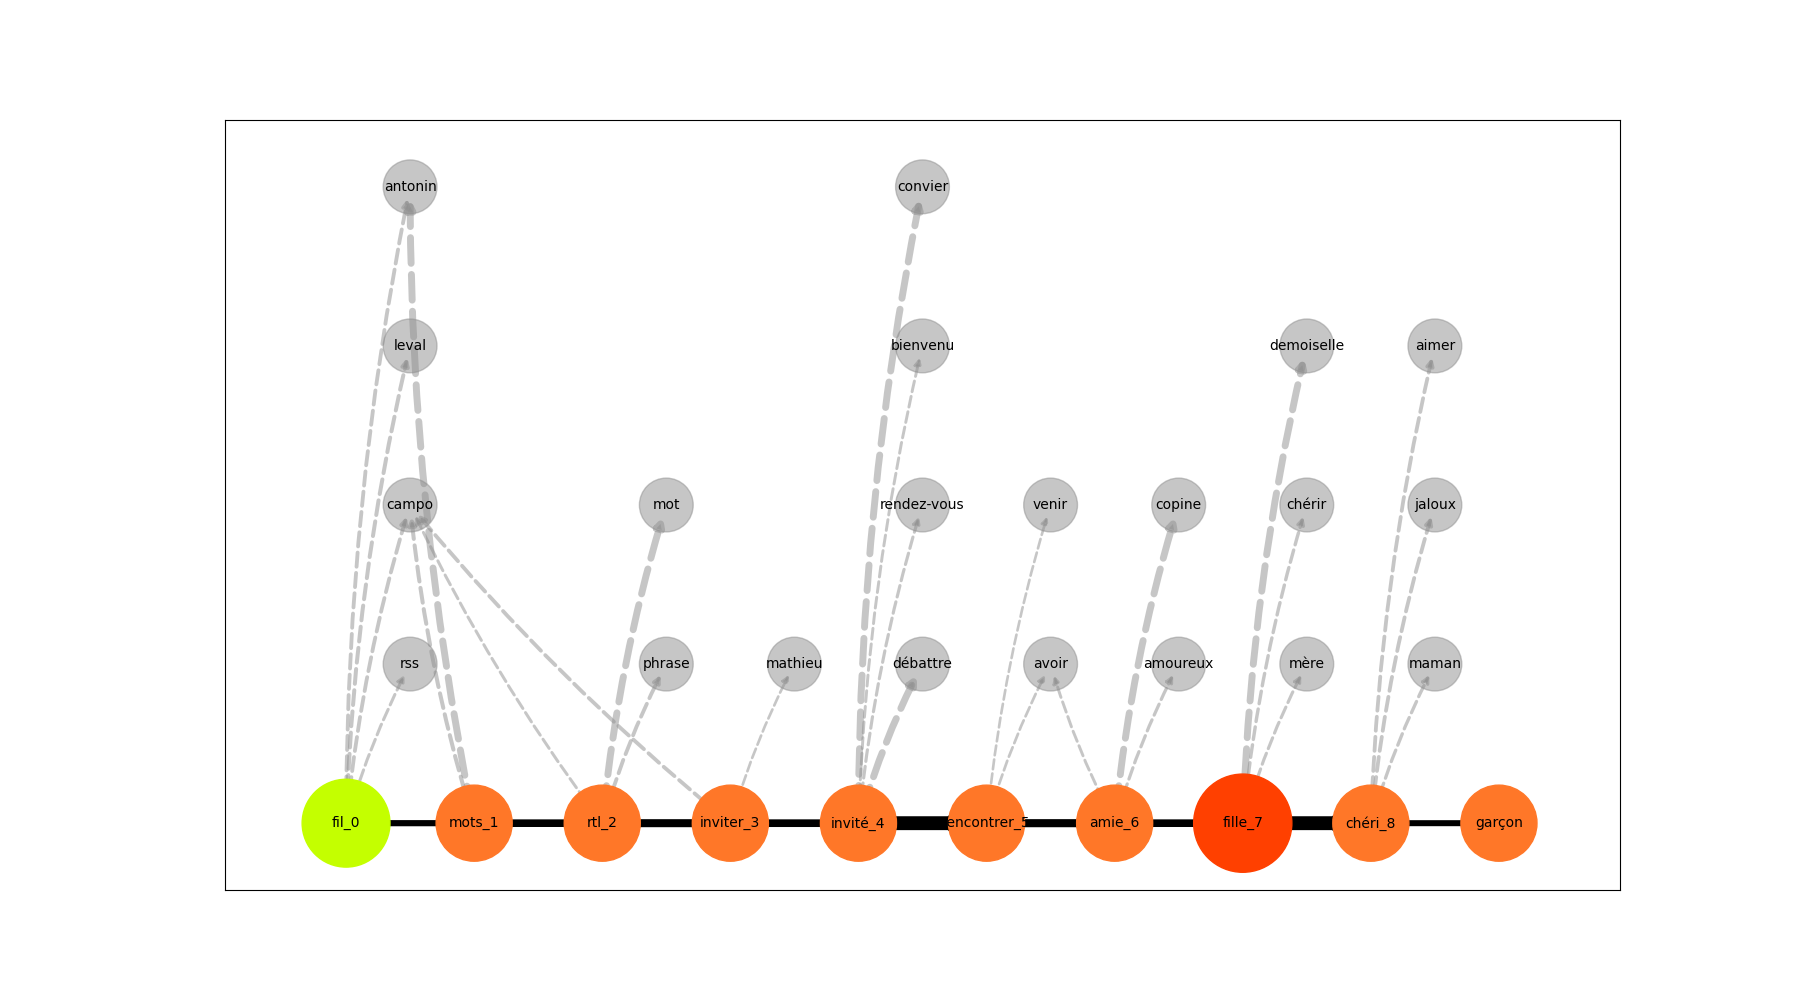 antonin convier
leval bienvenu demoiselle aimer
campo mot rendez-vous venir copine chérir jaloux
rss phrase mathieu débattre avoir amoureux mère maman
fil_0 mots_1 rtl_2 inviter_3 invité_4 encontrer_5 amie_6 fille_7 chéri_8 garçon